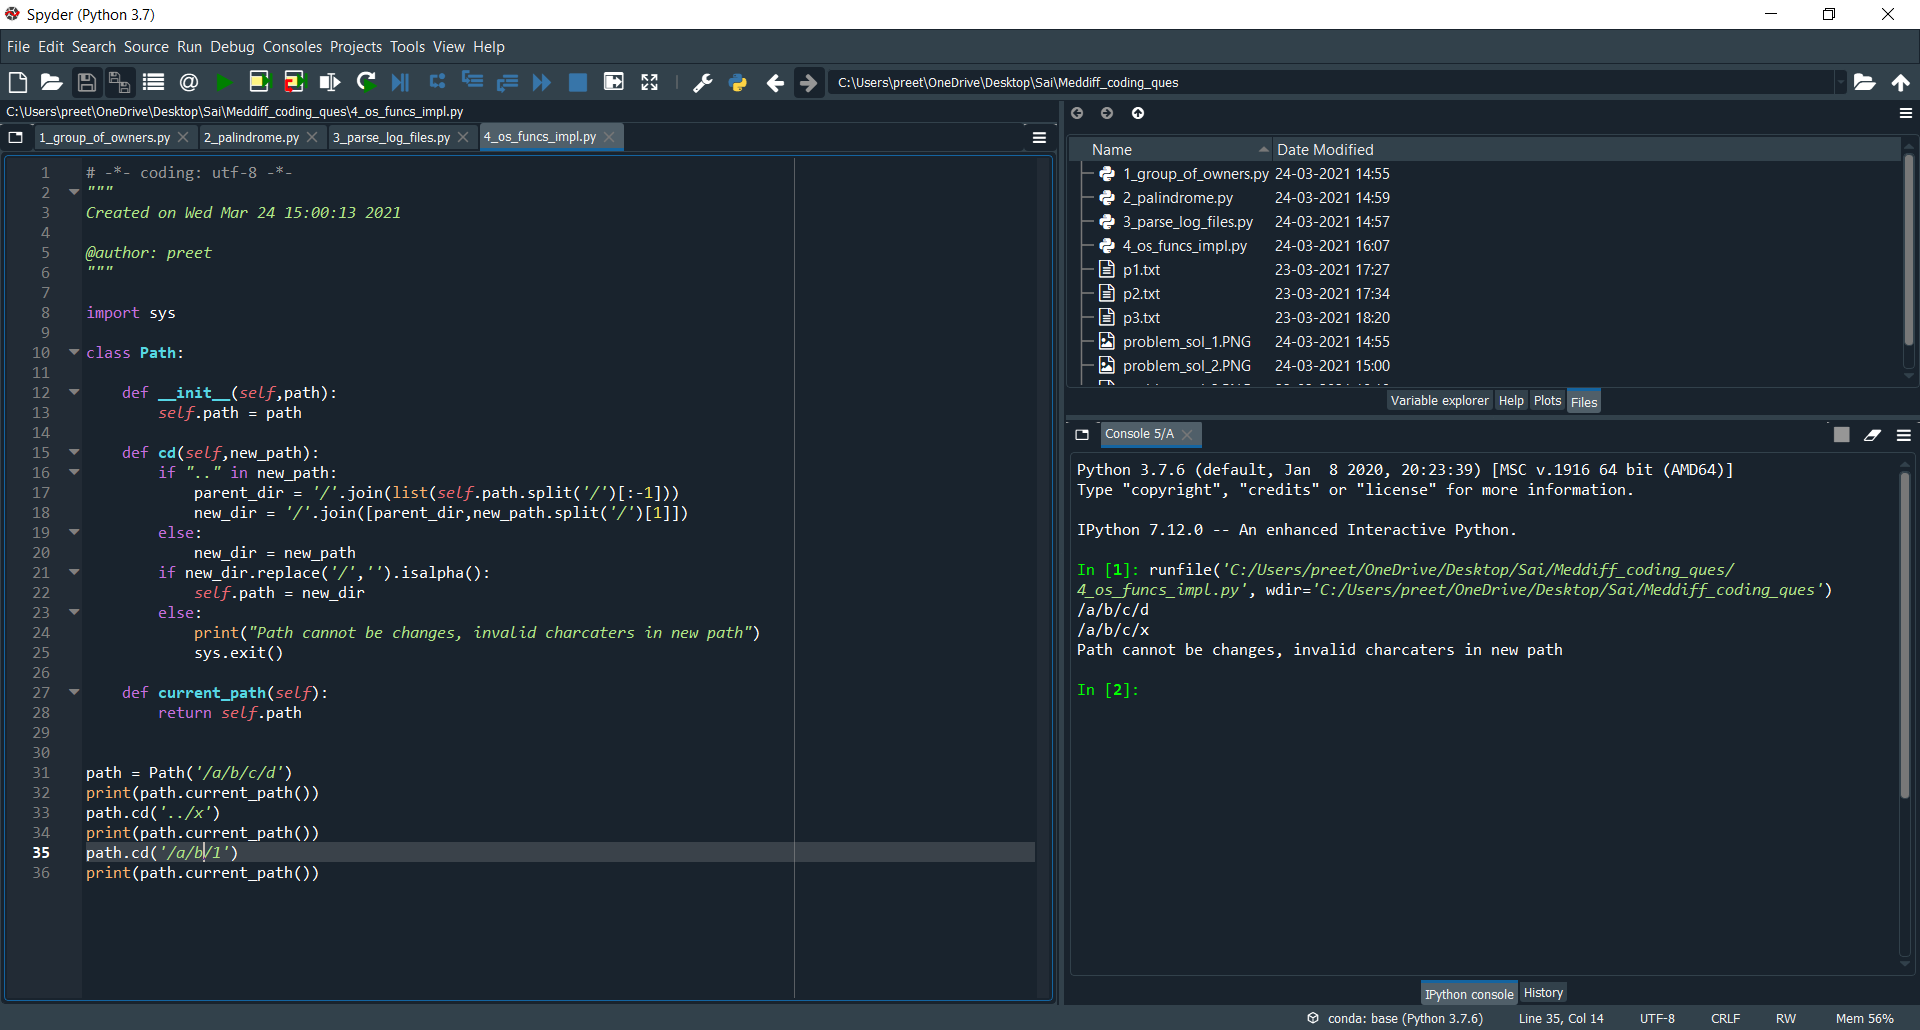 Spyder (Python 3.7)
File Edit Search Source Run Debug Consoles Projects Tools View Help
C:\Users\preet\OneDrive\Desktop\Sai\Meddiff_coding_ques
C:\Users\preet\OneDrive\Desktop\Sai\Meddiff_coding_ques\4_os_funcs_impl.py
1_group_of_owners.py 2_palindrome.py 3_parse_log_files.py 4_os_funcs_impl.py
1 # -*- coding: utf-8 -*-
2 """
3 Created on Wed Mar 24 15:00:13 2021
4
5 @author: preet
6 """
7
8 import sys
9
10 class Path:
11
12     def __init__(self,path):
13         self.path = path
14
15     def cd(self,new_path):
16         if ".." in new_path:
17             parent_dir = '/'.join(list(self.path.split('/')[:-1]))
18             new_dir = '/'.join([parent_dir,new_path.split('/')[1]])
19         else:
20             new_dir = new_path
21         if new_dir.replace('/','').isalpha():
22             self.path = new_dir
23         else:
24             print("Path cannot be changes, invalid charcaters in new path")
25             sys.exit()
26
27     def current_path(self):
28         return self.path
29
30
31 path = Path('/a/b/c/d')
32 print(path.current_path())
33 path.cd('../x')
34 print(path.current_path())
35 path.cd('/a/b/1')
36 print(path.current_path())
Name Date Modified
1_group_of_owners.py 24-03-2021 14:55
2_palindrome.py 24-03-2021 14:59
3_parse_log_files.py 24-03-2021 14:57
4_os_funcs_impl.py 24-03-2021 16:07
p1.txt 23-03-2021 17:27
p2.txt 23-03-2021 17:34
p3.txt 23-03-2021 18:20
problem_sol_1.PNG 24-03-2021 14:55
problem_sol_2.PNG 24-03-2021 15:00
Variable explorer Help Plots Files
Console 5/A
Python 3.7.6 (default, Jan  8 2020, 20:23:39) [MSC v.1916 64 bit (AMD64)]
Type "copyright", "credits" or "license" for more information.
IPython 7.12.0 -- An enhanced Interactive Python.
In [1]: runfile('C:/Users/preet/OneDrive/Desktop/Sai/Meddiff_coding_ques/
4_os_funcs_impl.py', wdir='C:/Users/preet/OneDrive/Desktop/Sai/Meddiff_coding_ques')
/a/b/c/d
/a/b/c/x
Path cannot be changes, invalid charcaters in new path
In [2]:
IPython console History
conda: base (Python 3.7.6) Line 35, Col 14 UTF-8 CRLF RW Mem 56%